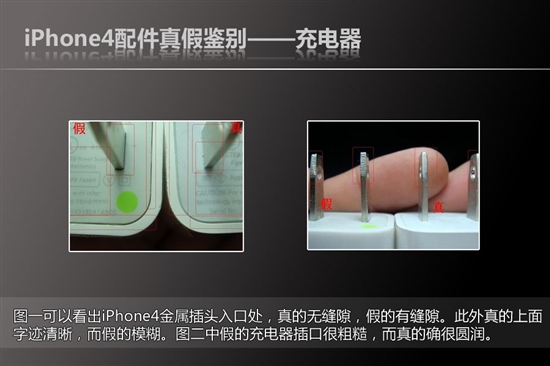 iPhone4配件真假鉴别——充电器
假
真
假
真
图一可以看出iPhone4金属插头入口处，真的无缝隙，假的有缝隙。此外真的上面
字迹清晰，而假的模糊。图二中假的充电器插口很粗糙，而真的确很圆润。